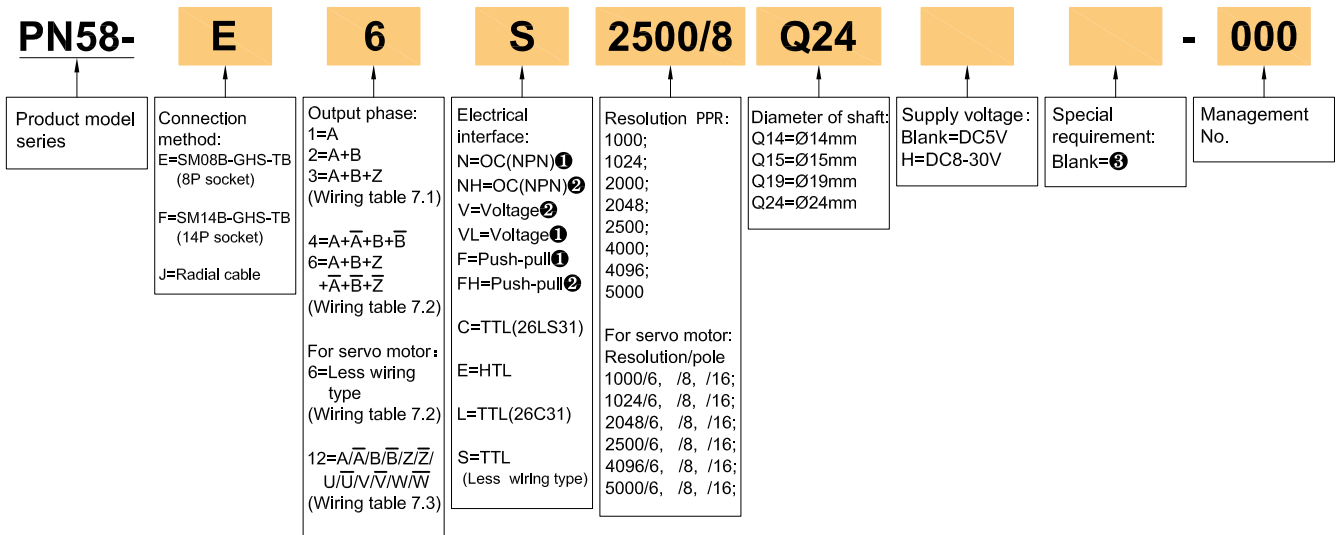 PN58- E 6 S 2500/8 Q24 - 000
Product model
series
Connection
method:
E=SM08B-GHS-TB
(8P socket)
F=SM14B-GHS-TB
(14P socket)
J=Radial cable
Output phase:
1=A
2=A+B
3=A+B+Z
(Wiring table 7.1)
4=A+A̅+B+B̅
6=A+B+Z
+A̅+B̅+Z̅
(Wiring table 7.2)
For servo motor:
6=Less wiring
type
(Wiring table 7.2)
12=A/A̅/B/B̅/Z/Z̅/
U/U̅/V/V̅/W/W̅
(Wiring table 7.3)
Electrical
interface:
N=OC(NPN)❶
NH=OC(NPN)❷
V=Voltage❷
VL=Voltage❶
F=Push-pull❶
FH=Push-pull❷
C=TTL(26LS31)
E=HTL
L=TTL(26C31)
S=TTL
(Less wiring type)
Resolution PPR:
1000;
1024;
2000;
2048;
2500;
4000;
4096;
5000
For servo motor:
Resolution/pole
1000/6, /8, /16;
1024/6, /8, /16;
2048/6, /8, /16;
2500/6, /8, /16;
4096/6, /8, /16;
5000/6, /8, /16;
Diameter of shaft:
Q14=Ø14mm
Q15=Ø15mm
Q19=Ø19mm
Q24=Ø24mm
Supply voltage:
Blank=DC5V
H=DC8-30V
Special
requirement:
Blank=❸
Management
No.